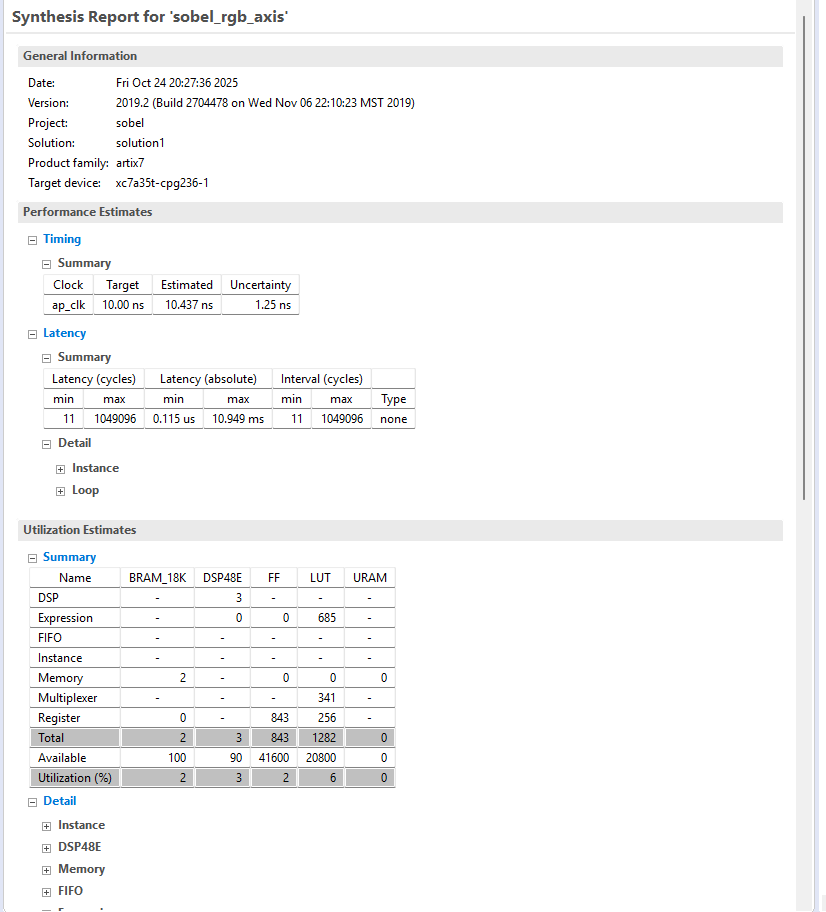 Synthesis Report for 'sobel_rgb_axis'
General Information
Date: Fri Oct 24 20:27:36 2025
Version: 2019.2 (Build 2704478 on Wed Nov 06 22:10:23 MST 2019)
Project: sobel
Solution: solution1
Product family: artix7
Target device: xc7a35t-cpg236-1
Performance Estimates
Timing
Summary
Clock Target Estimated Uncertainty
ap_clk 10.00 ns 10.437 ns 1.25 ns
Latency
Summary
Latency (cycles) Latency (absolute) Interval (cycles)
min max min max min max Type
11 1049096 0.115 us 10.949 ms 11 1049096 none
Detail
Instance
Loop
Utilization Estimates
Summary
Name BRAM_18K DSP48E FF LUT URAM
DSP - 3 - - -
Expression - 0 0 685 -
FIFO - - - - -
Instance - - - - -
Memory 2 - 0 0 0
Multiplexer - - - 341 -
Register 0 - 843 256 -
Total 2 3 843 1282 0
Available 100 90 41600 20800 0
Utilization (%) 2 3 2 6 0
Detail
Instance
DSP48E
Memory
FIFO